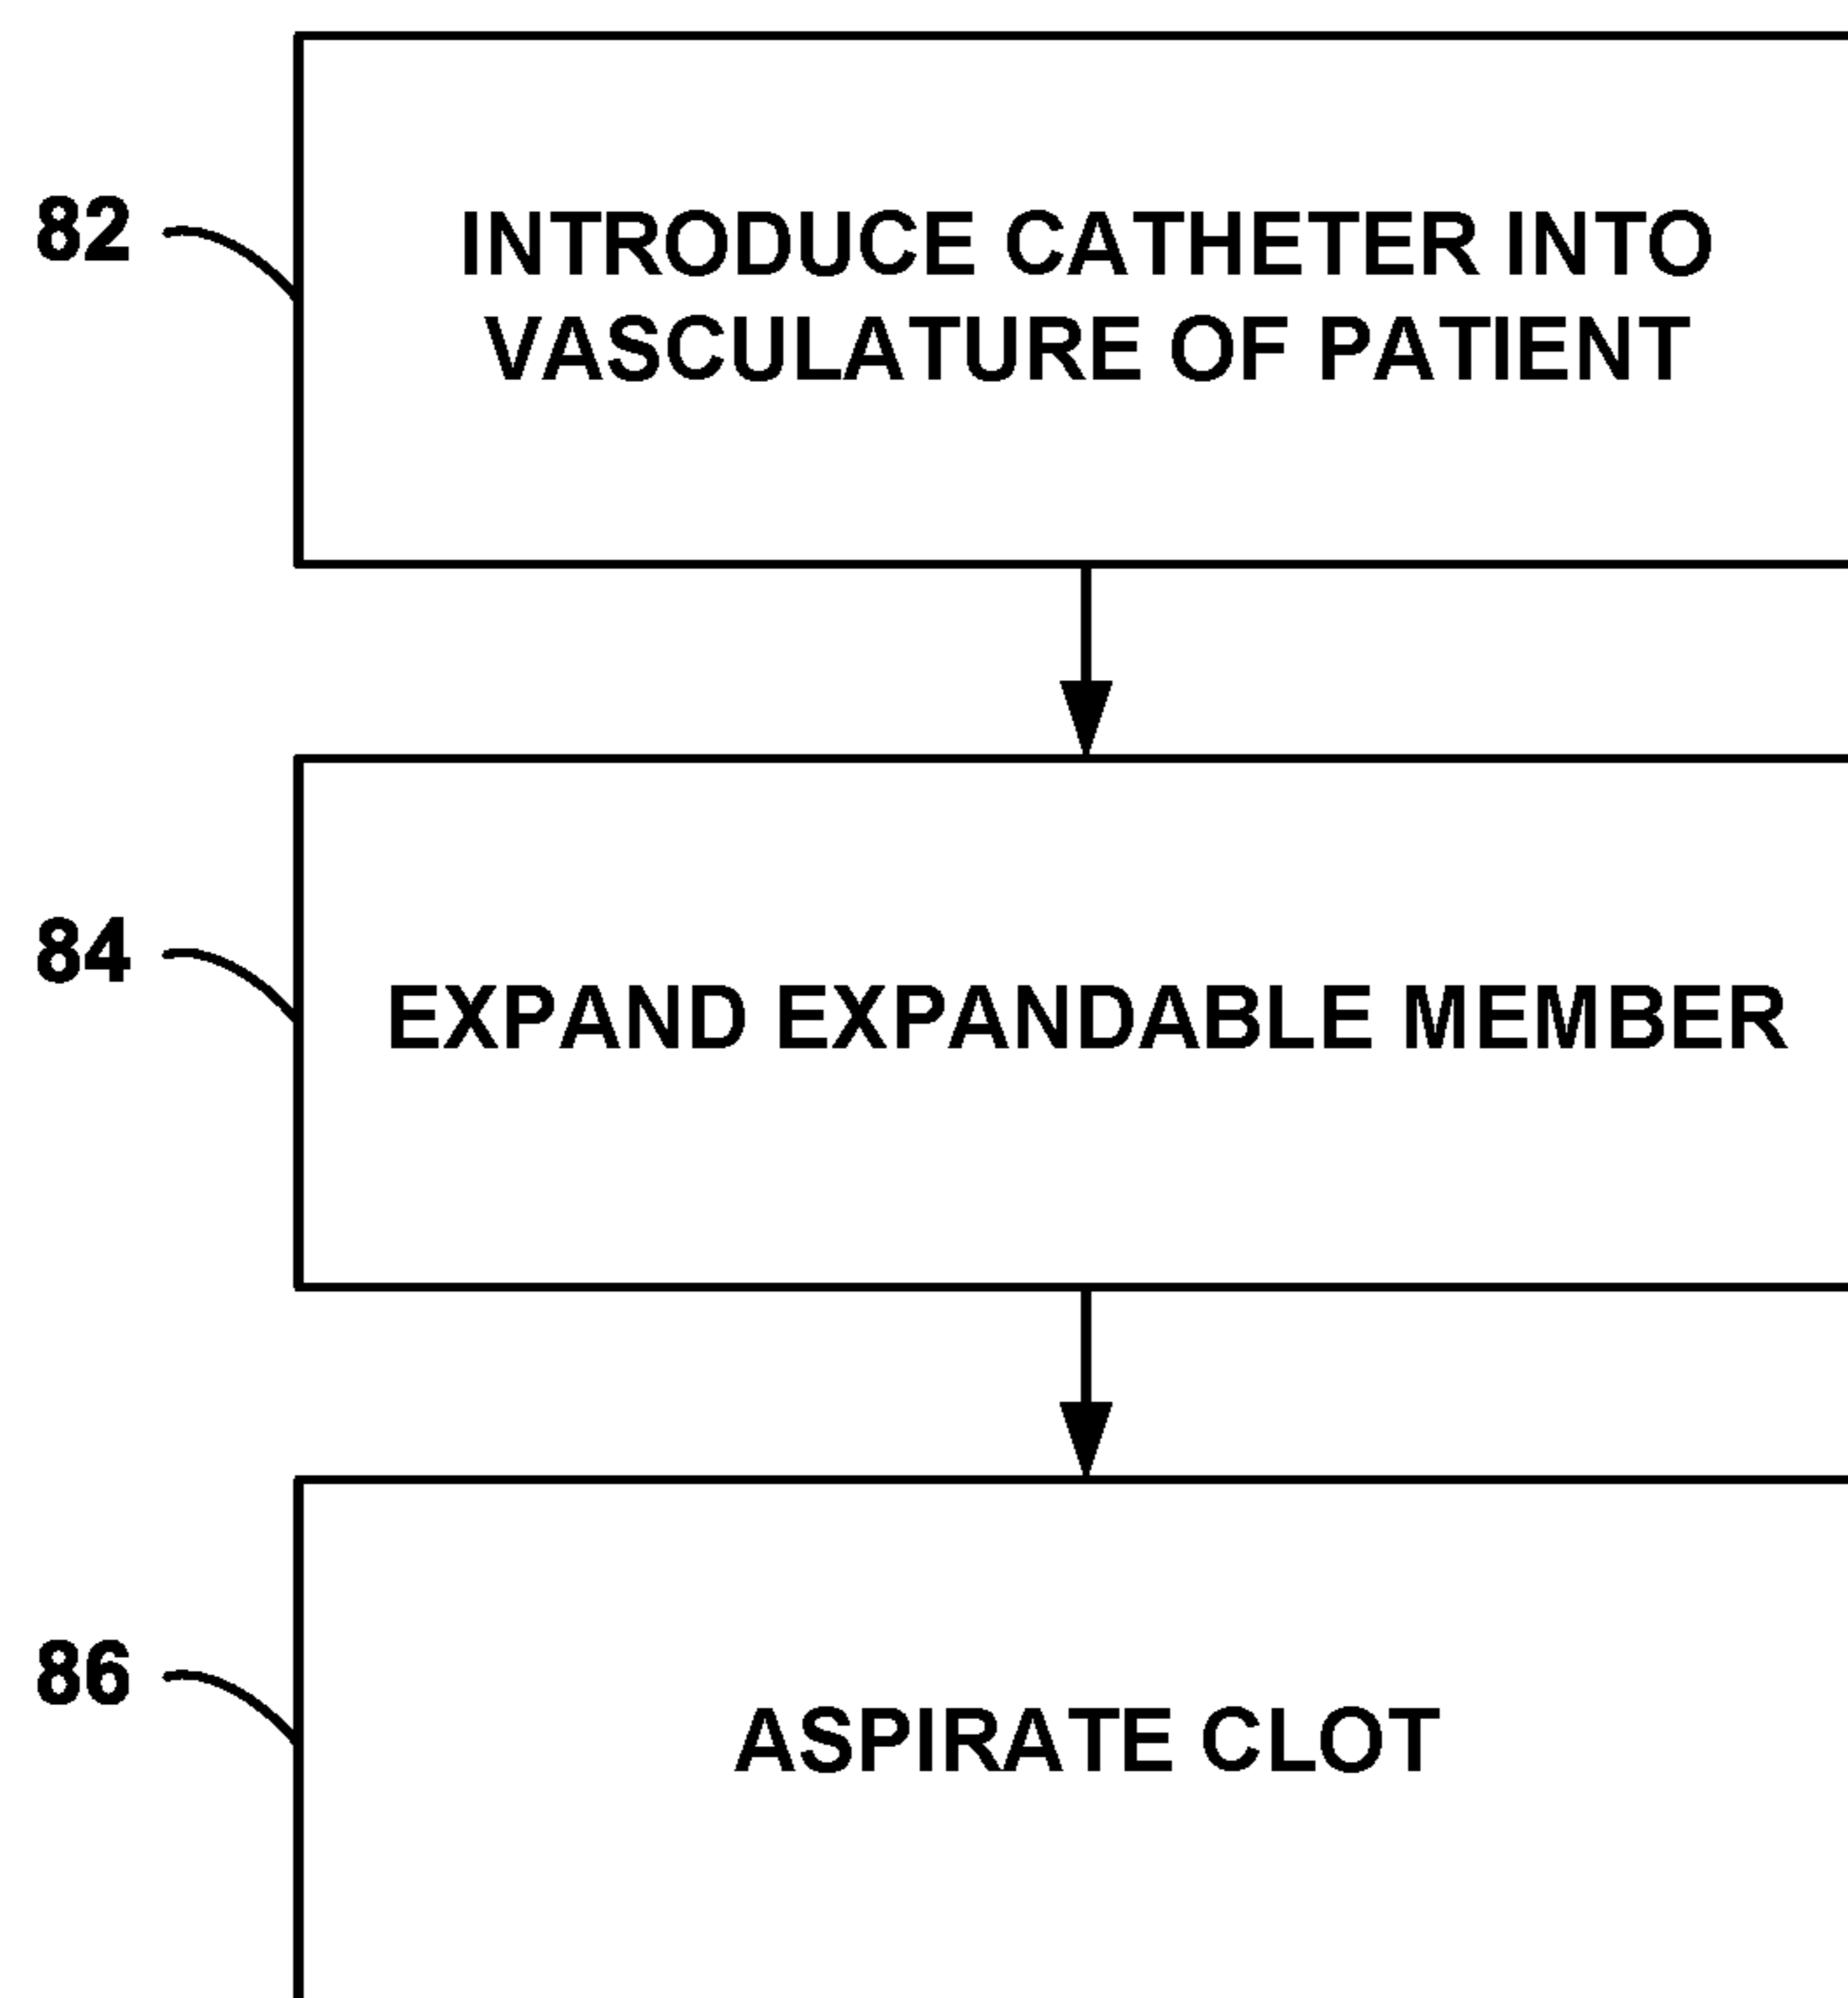 82
INTRODUCE CATHETER INTO
VASCULATURE OF PATIENT
84
EXPAND EXPANDABLE MEMBER
86
ASPIRATE CLOT